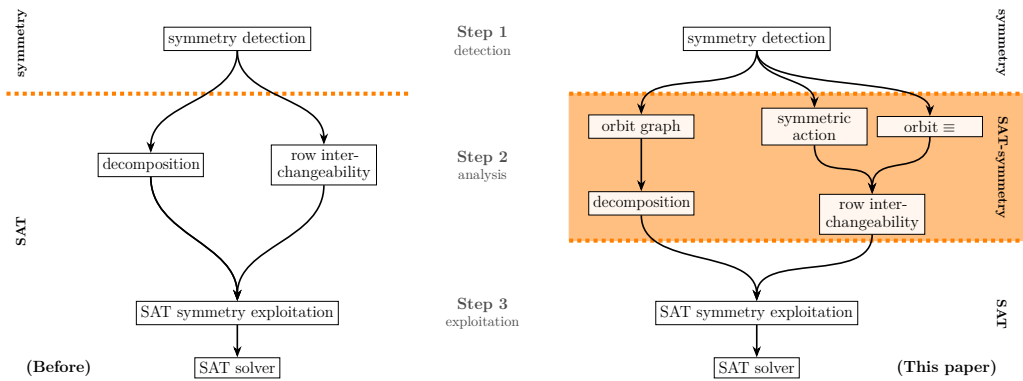 symmetry
symmetry detection
decomposition
row inter-
changeability
SAT
SAT symmetry exploitation
SAT solver
(Before)
Step 1
detection
Step 2
analysis
Step 3
exploitation
symmetry detection
symmetry
orbit graph
symmetric
action
orbit ≡
SAT-symmetry
decomposition
row inter-
changeability
SAT symmetry exploitation
SAT
SAT solver
(This paper)